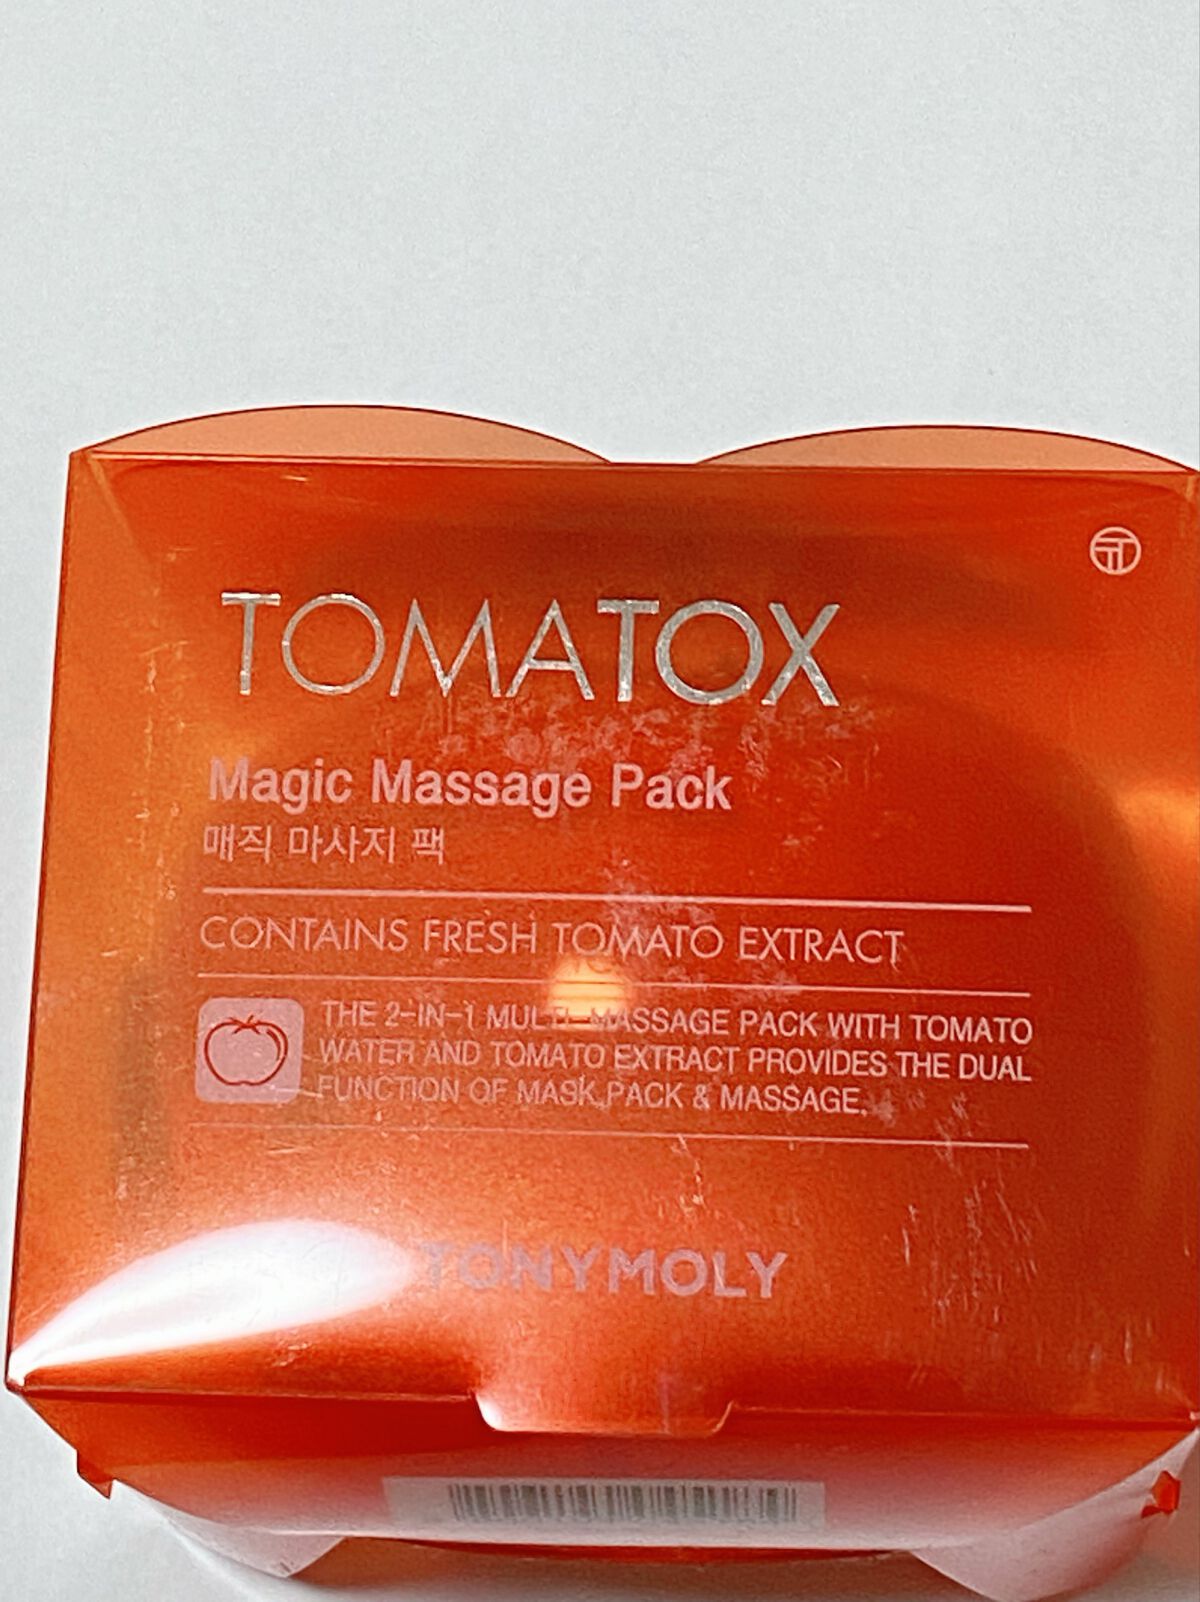 TOMATOX
Magic Massage Pack
매직 마사지 팩
CONTAINS FRESH TOMATO EXTRACT
THE 2-IN-1 MULTI-MASSAGE PACK WITH TOMATO
WATER AND TOMATO EXTRACT PROVIDES THE DUAL
FUNCTION OF MASK PACK & MASSAGE.
TONYMOLY